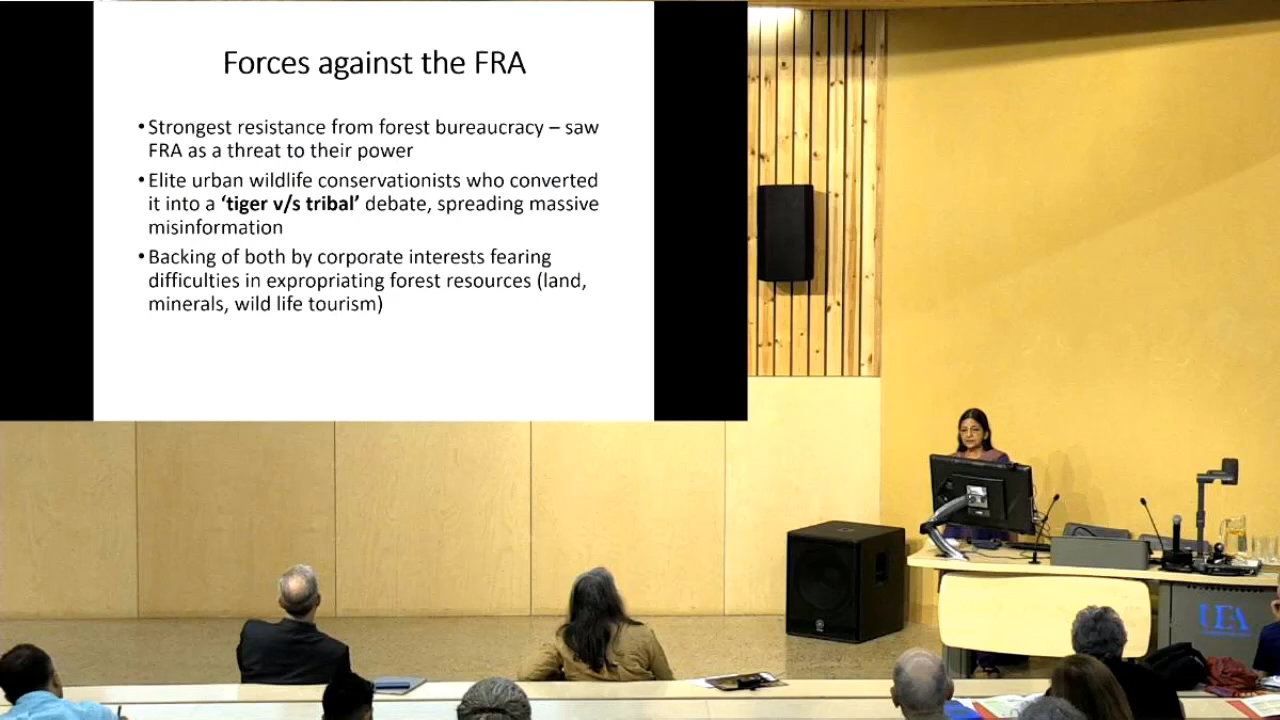 Forces against the FRA
•Strongest resistance from forest bureaucracy – saw
FRA as a threat to their power
•Elite urban wildlife conservationists who converted
it into a ‘tiger v/s tribal’ debate, spreading massive
misinformation
•Backing of both by corporate interests fearing
difficulties in expropriating forest resources (land,
minerals, wild life tourism)
UEA